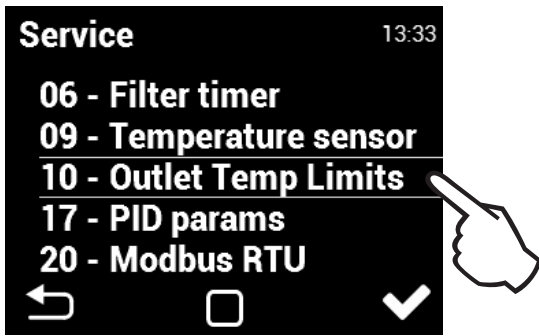 Service 13:33
06 - Filter timer
09 - Temperature sensor
10 - Outlet Temp Limits
17 - PID params
20 - Modbus RTU